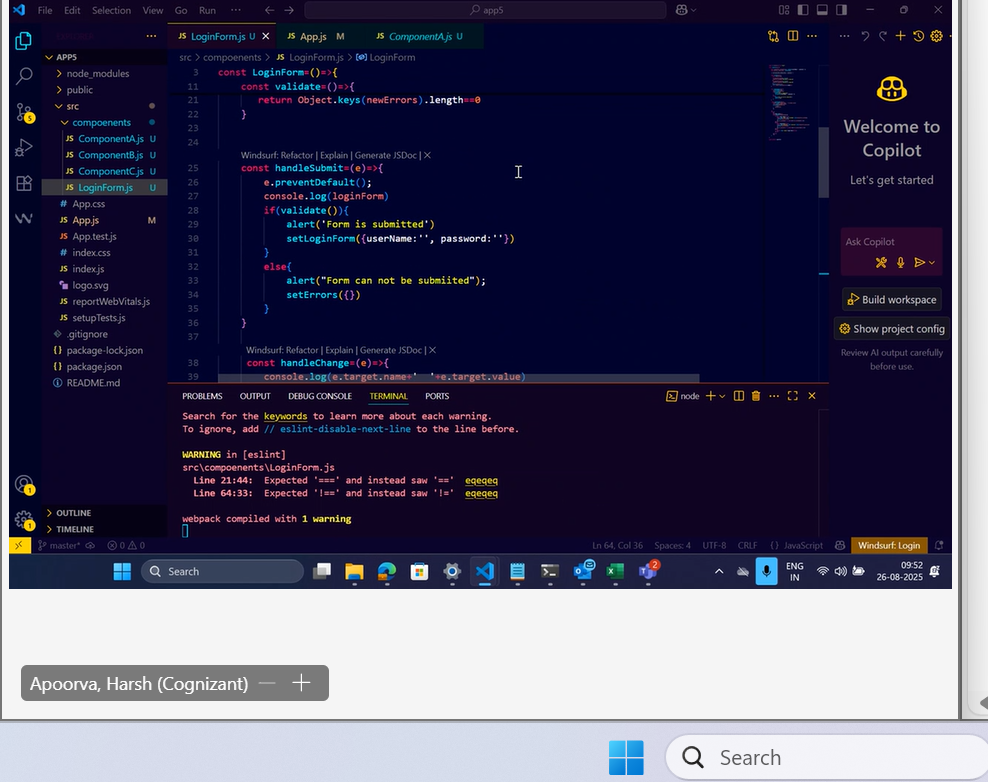 File Edit Selection View Go Run ··· app5
EXPLORER
APP5
node_modules
public
src
compoenents
JS ComponentA.js U
JS ComponentB.js U
JS ComponentC.js U
JS LoginForm.js U
# App.css
JS App.js M
JS App.test.js
# index.css
JS index.js
logo.svg
JS reportWebVitals.js
JS setupTests.js
.gitignore
{} package-lock.json
{} package.json
README.md
OUTLINE
TIMELINE
5
1
1
JS LoginForm.js U JS App.js M JS ComponentA.js U
src > compoenents > JS LoginForm.js > LoginForm
3 const LoginForm=()=>{
11 const validate=()=>{
21 return Object.keys(newErrors).length==0
22 }
23
24
Windsurf: Refactor | Explain | Generate JSDoc | X
25 const handleSubmit=(e)=>{
26 e.preventDefault();
27 console.log(loginForm)
28 if(validate()){
29 alert('Form is submitted')
30 setLoginForm({userName:'', password:''})
31 }
32 else{
33 alert("Form can not be submiited");
34 setErrors({})
35 }
36 }
37
Windsurf: Refactor | Explain | Generate JSDoc | X
38 const handleChange=(e)=>{
39 console.log(e.target.name+' '+e.target.value)
PROBLEMS OUTPUT DEBUG CONSOLE TERMINAL PORTS node
Search for the keywords to learn more about each warning.
To ignore, add // eslint-disable-next-line to the line before.
WARNING in [eslint]
src\compoenents\LoginForm.js
Line 21:44: Expected '===' and instead saw '==' eqeqeq
Line 64:33: Expected '!==' and instead saw '!=' eqeqeq
webpack compiled with 1 warning
Welcome to
Copilot
Let's get started
Ask Copilot
Build workspace
Show project config
Review AI output carefully
before use.
master* 0 0 Ln 64, Col 36 Spaces: 4 UTF-8 CRLF {} JavaScript Windsurf: Login
Search 2 ENG
IN
09:52
26-08-2025
Apoorva, Harsh (Cognizant)
Search